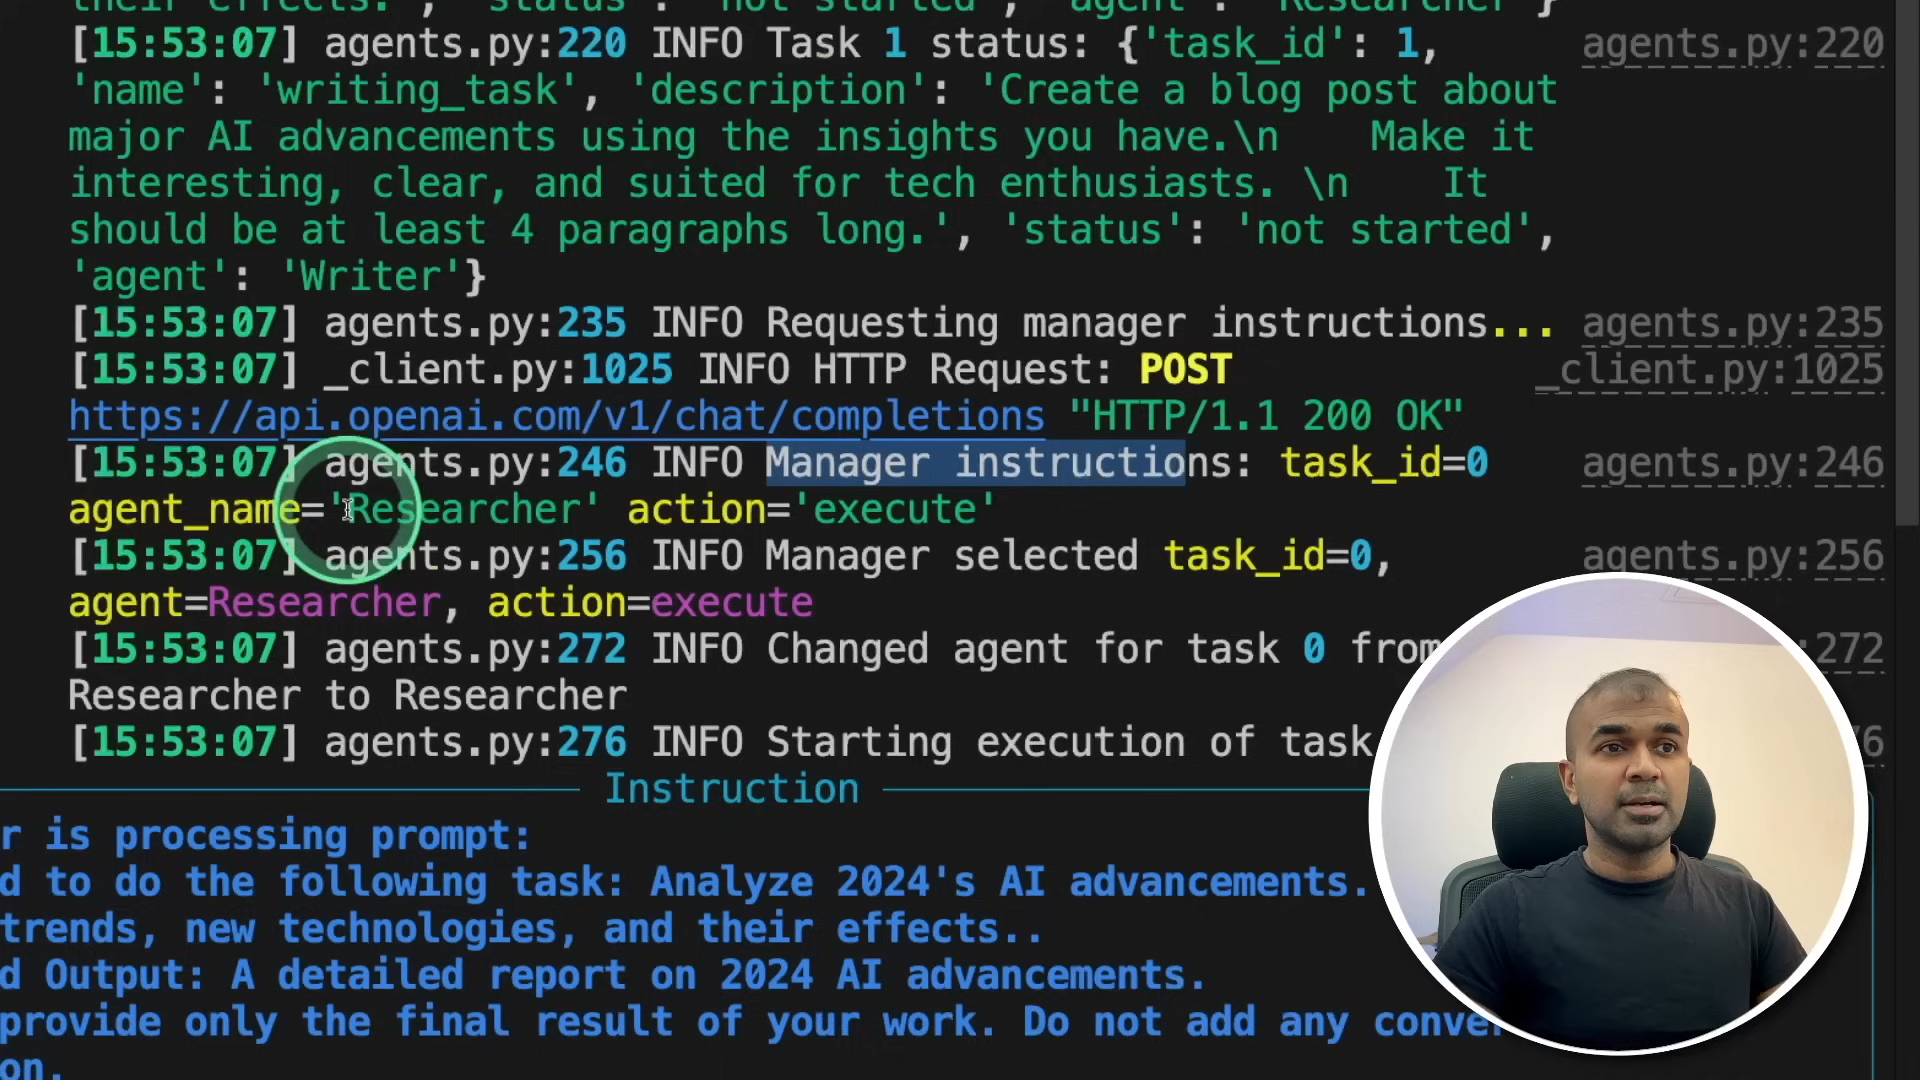 their effects.', 'status': 'not started', 'agent': 'Researcher'}
[15:53:07] agents.py:220 INFO Task 1 status: {'task_id': 1, agents.py:220
'name': 'writing_task', 'description': 'Create a blog post about
major AI advancements using the insights you have.\n    Make it
interesting, clear, and suited for tech enthusiasts. \n    It
should be at least 4 paragraphs long.', 'status': 'not started',
'agent': 'Writer'}
[15:53:07] agents.py:235 INFO Requesting manager instructions... agents.py:235
[15:53:07] _client.py:1025 INFO HTTP Request: POST _client.py:1025
https://api.openai.com/v1/chat/completions "HTTP/1.1 200 OK"
[15:53:07] agents.py:246 INFO Manager instructions: task_id=0 agents.py:246
agent_name='Researcher' action='execute'
[15:53:07] agents.py:256 INFO Manager selected task_id=0, agents.py:256
agent=Researcher, action=execute
[15:53:07] agents.py:272 INFO Changed agent for task 0 from :272
Researcher to Researcher
[15:53:07] agents.py:276 INFO Starting execution of task 6
Instruction
r is processing prompt:
d to do the following task: Analyze 2024's AI advancements.
trends, new technologies, and their effects..
d Output: A detailed report on 2024 AI advancements.
provide only the final result of your work. Do not add any conver
on.